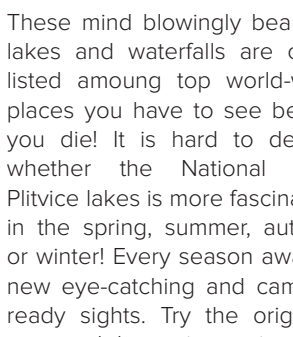 These mind blowingly bea
lakes and waterfalls are
listed amoung top world-
places you have to see be
you die! It is hard to de
whether the National
Plitvice lakes is more fascina
in the spring, summer, aut
or winter! Every season awa
new eye-catching and cam
ready sights. Try the orig